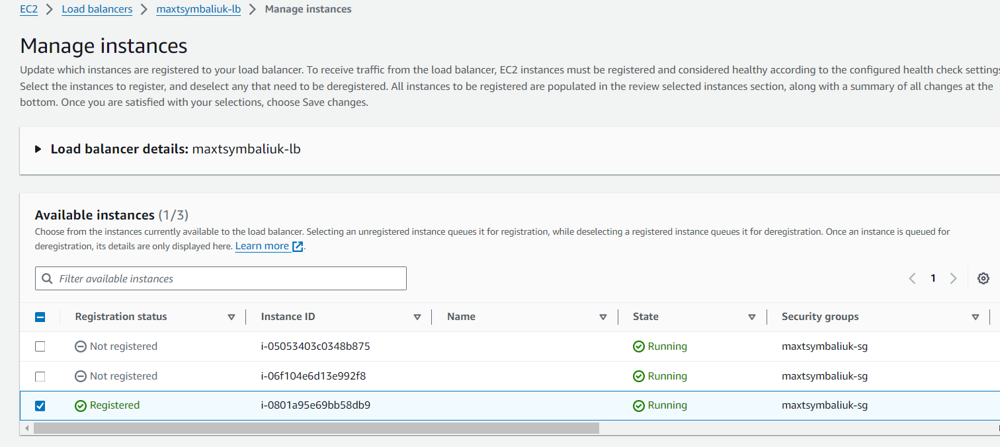 EC2 > Load balancers > maxtsymbaliuk-lb > Manage instances
Manage instances
Update which instances are registered to your load balancer. To receive traffic from the load balancer, EC2 instances must be registered and considered healthy according to the configured health check settings
Select the instances to register, and deselect any that need to be deregistered. All instances to be registered are populated in the review selected instances section, along with a summary of all changes at the
bottom. Once you are satisfied with your selections, choose Save changes.
Load balancer details: maxtsymbaliuk-lb
Available instances (1/3)
Choose from the instances currently available to the load balancer. Selecting an unregistered instance queues it for registration, while deselecting a registered instance queues it for deregistration. Once an instance is queued for
deregistration, its details are only displayed here. Learn more.
Filter available instances
1
Registration status Instance ID Name State Security groups
Not registered i-05053403c0348b875 Running maxtsymbaliuk-sg
Not registered i-06f104e6d13e992f8 Running maxtsymbaliuk-sg
Registered i-0801a95e69bb58db9 Running maxtsymbaliuk-sg